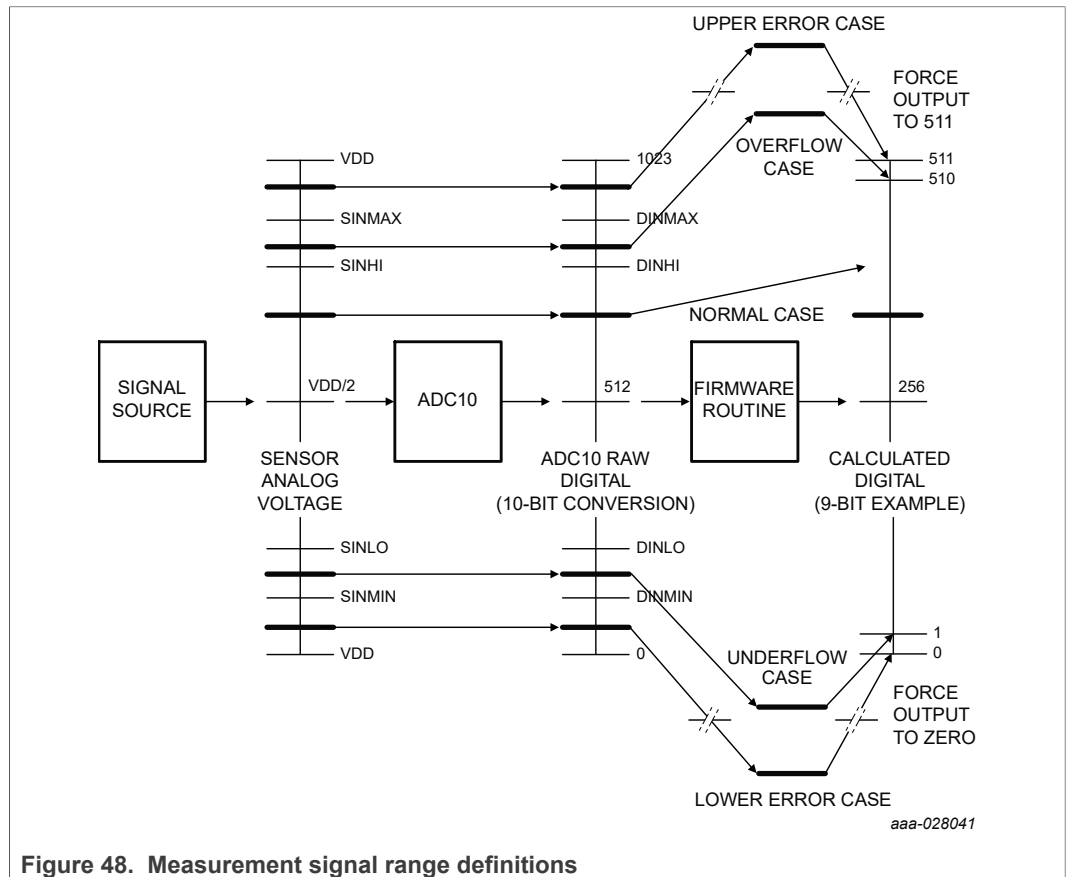 UPPER ERROR CASE
FORCE
OUTPUT
TO 511
OVERFLOW
CASE
VDD
1023
511
510
SINMAX
DINMAX
SINHI
DINHI
NORMAL CASE
SIGNAL
SOURCE
VDD/2
ADC10
512
FIRMWARE
ROUTINE
256
SENSOR
ANALOG
VOLTAGE
ADC10 RAW
DIGITAL
(10-BIT CONVERSION)
CALCULATED
DIGITAL
(9-BIT EXAMPLE)
SINLO
DINLO
SINMIN
DINMIN
VDD
0
1
0
UNDERFLOW
CASE
FORCE
OUTPUT
TO ZERO
LOWER ERROR CASE
aaa-028041
Figure 48. Measurement signal range definitions